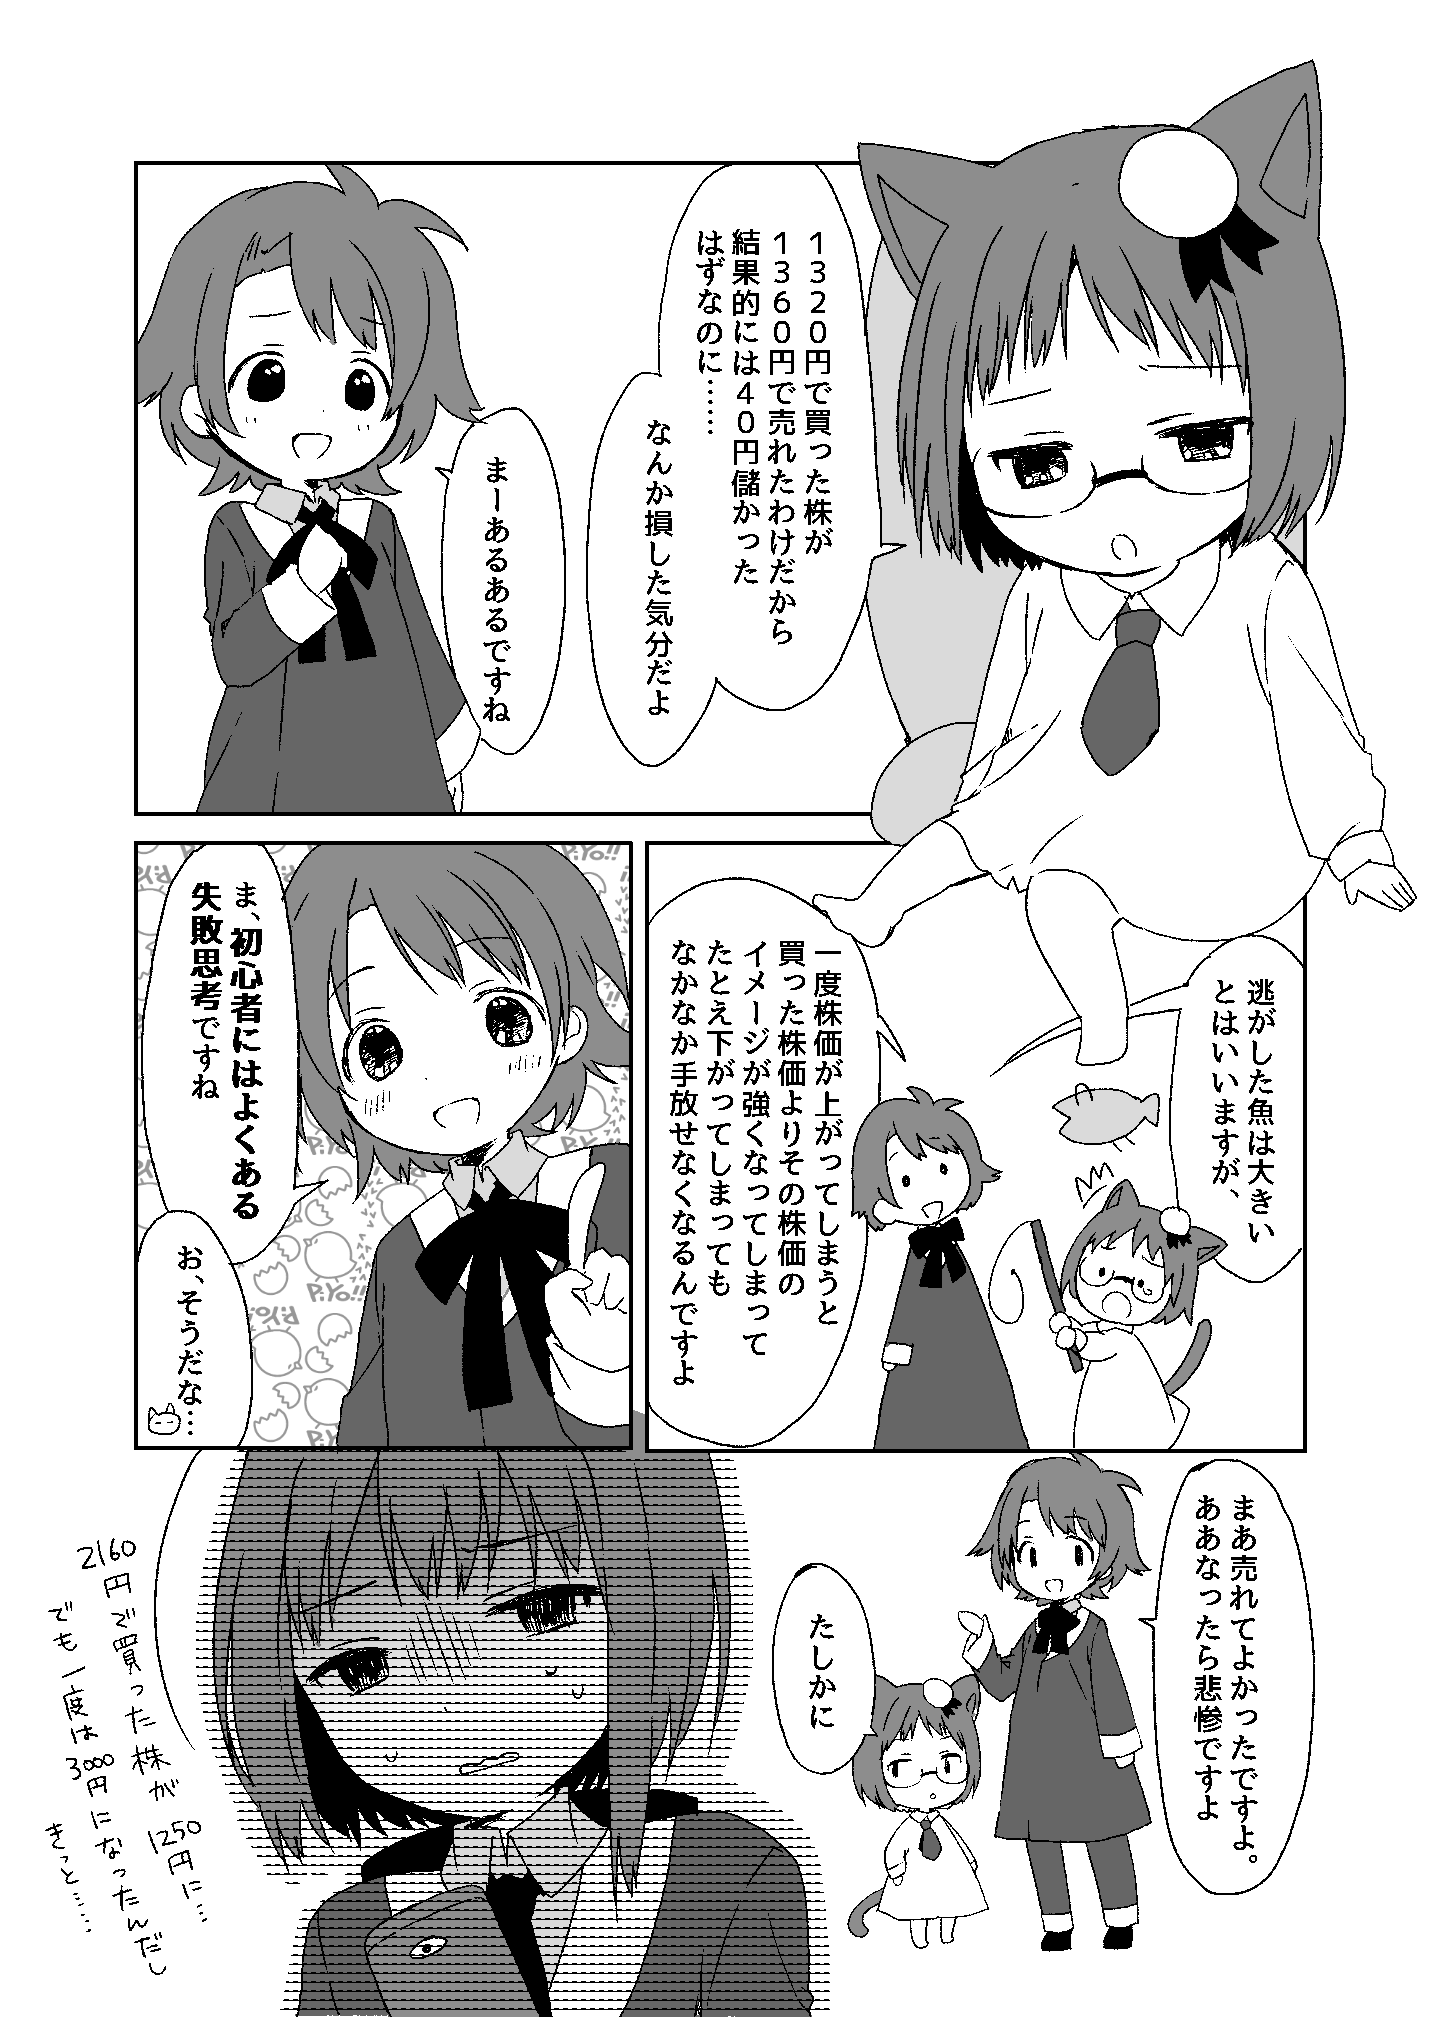 1320円で買った株が
1360円で売れたわけだから
結果的には40円儲かった
はずなのに……
なんか損した気分だよ
まーあるあるですね
逃がした魚は大きい
とはいいますが、
一度株価が上がってしまうと
買った株価よりその株価の
イメージが強くなってしまって
たとえ下がってしまっても
なかなか手放せなくなるんですよ
ま、初心者にはよくある
失敗思考ですね
PiYo!!
PiYo!!
PiYo!!
PiYo!!
お、そうだな…
まあ売れてよかったですよ。
ああなったら悲惨ですよ
たしかに
2160円で買った株が1250円に…
でも一度は3000円になったんだし
きっと……